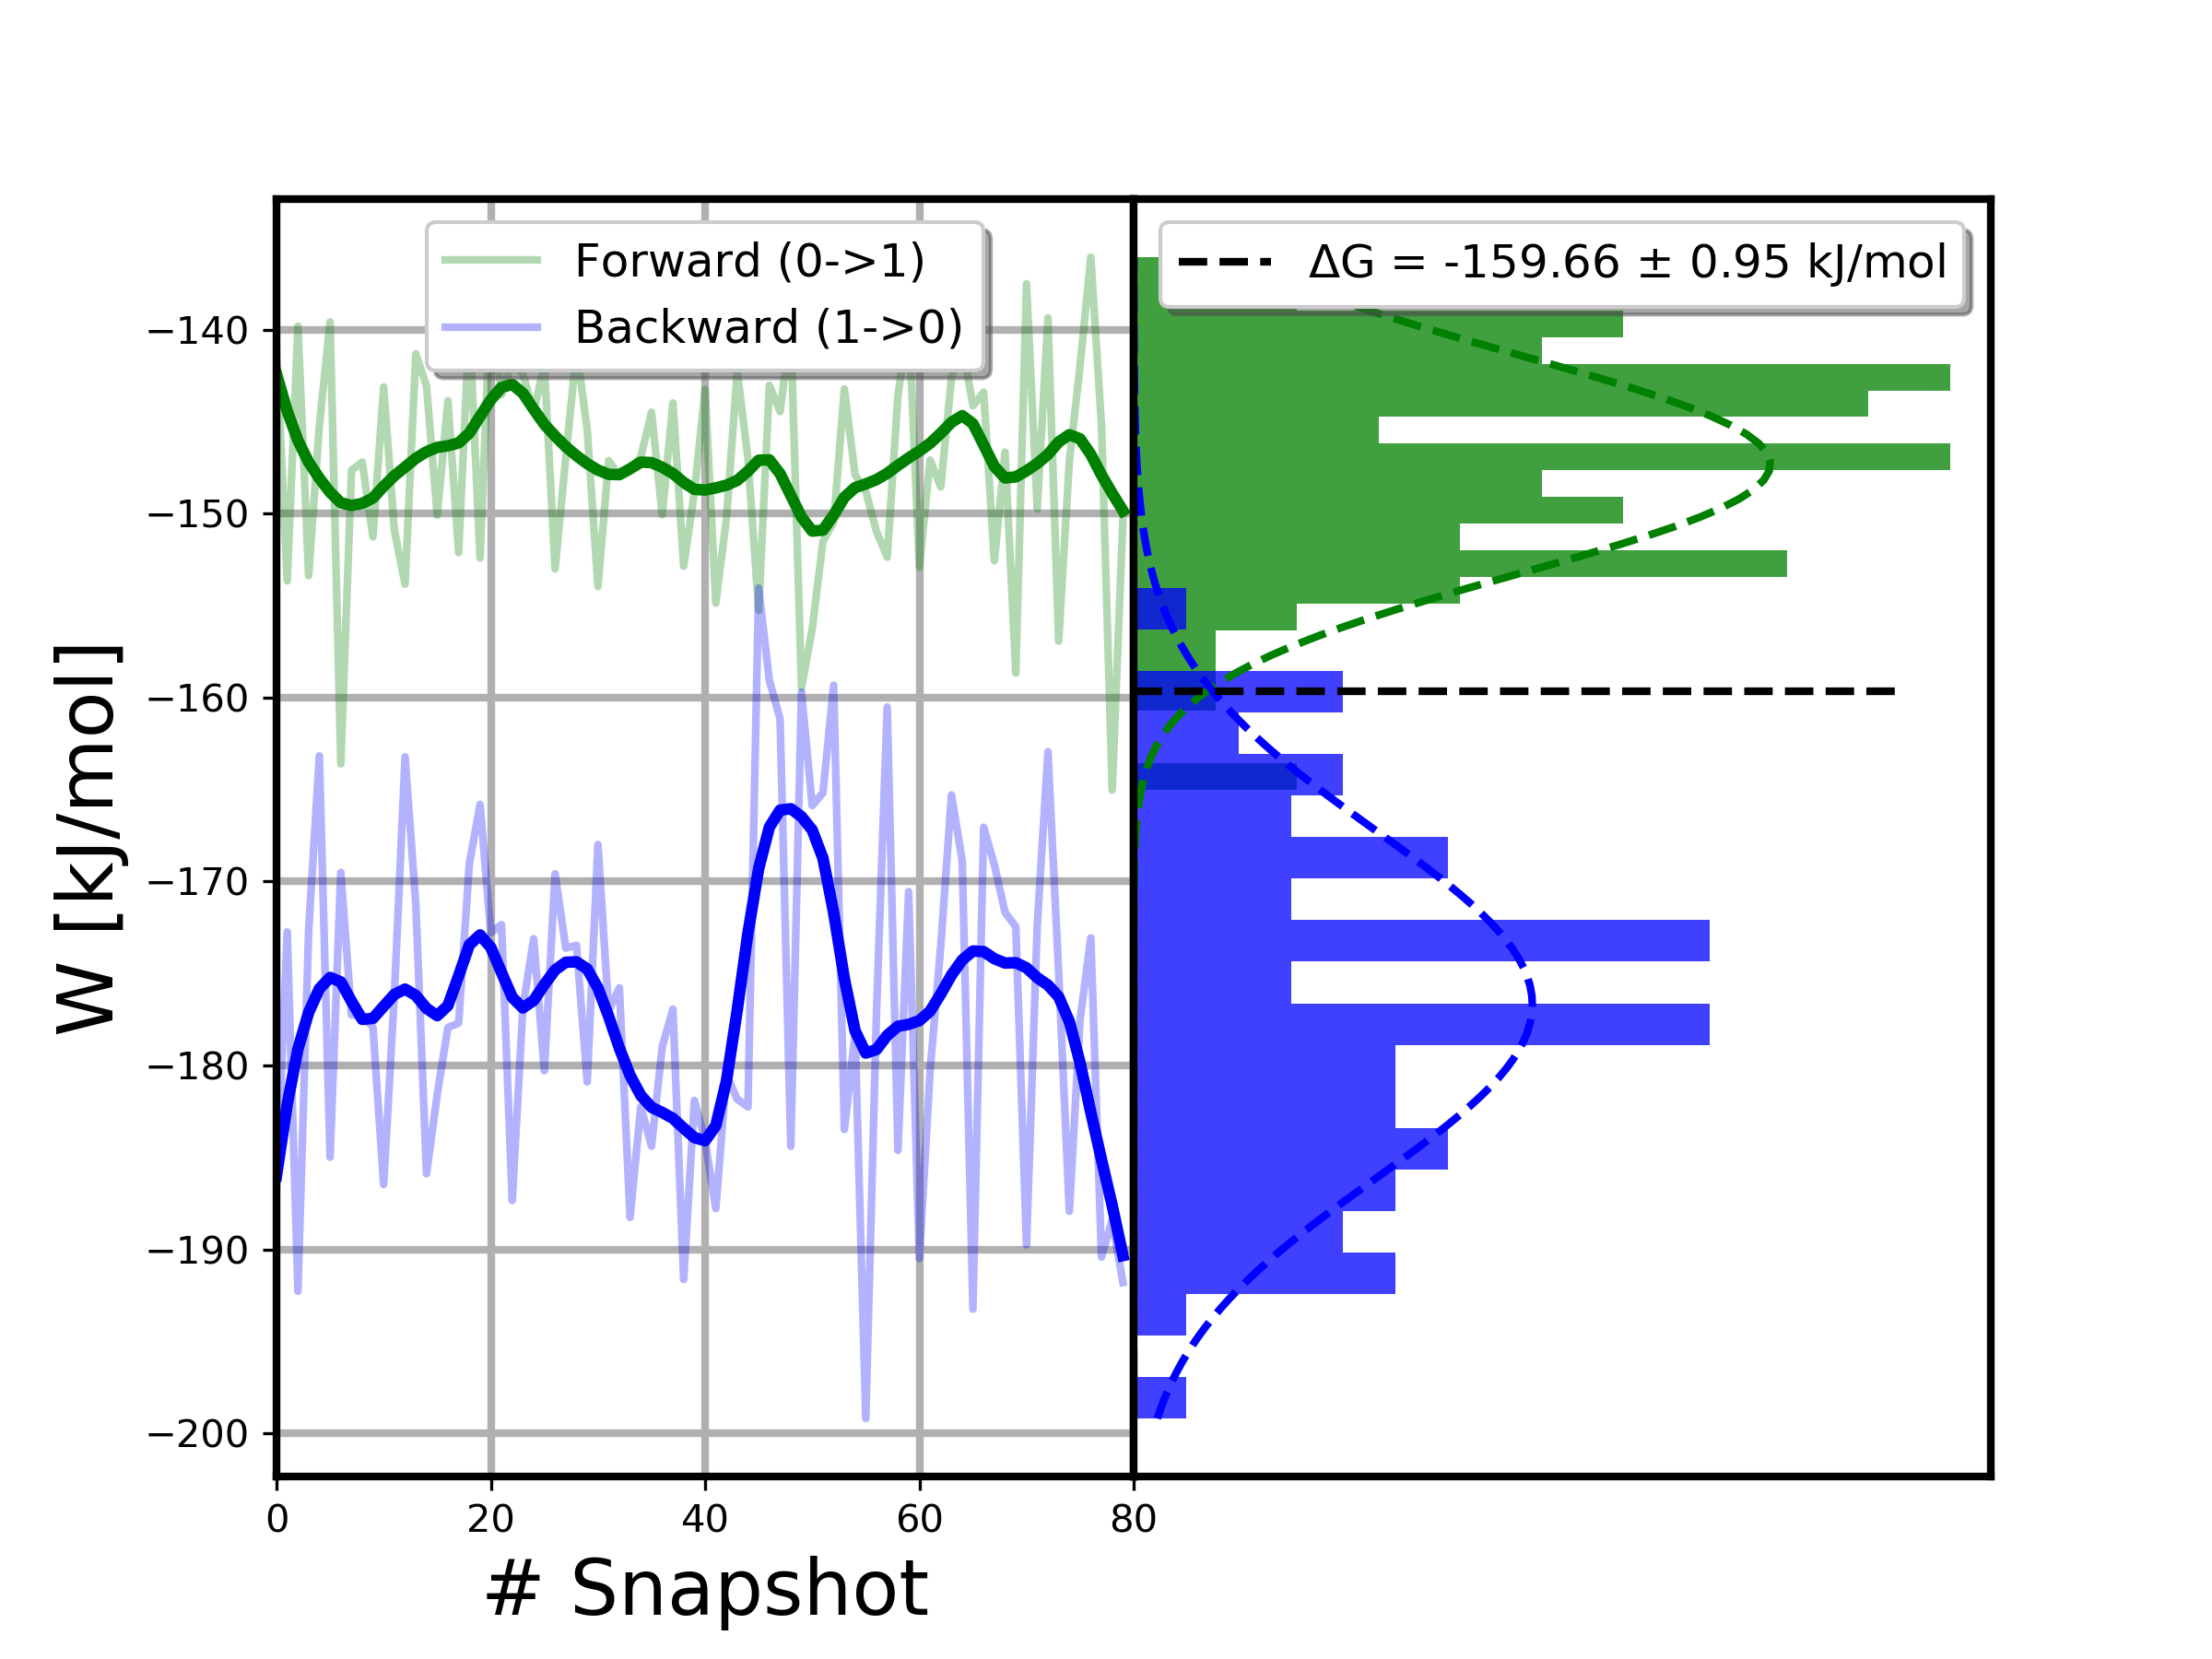 Forward (0->1)
Backward (1->0)
ΔG = -159.66 ± 0.95 kJ/mol
W [kJ/mol]
−140
−150
−160
−170
−180
−190
−200
0 20 40 60 80
# Snapshot